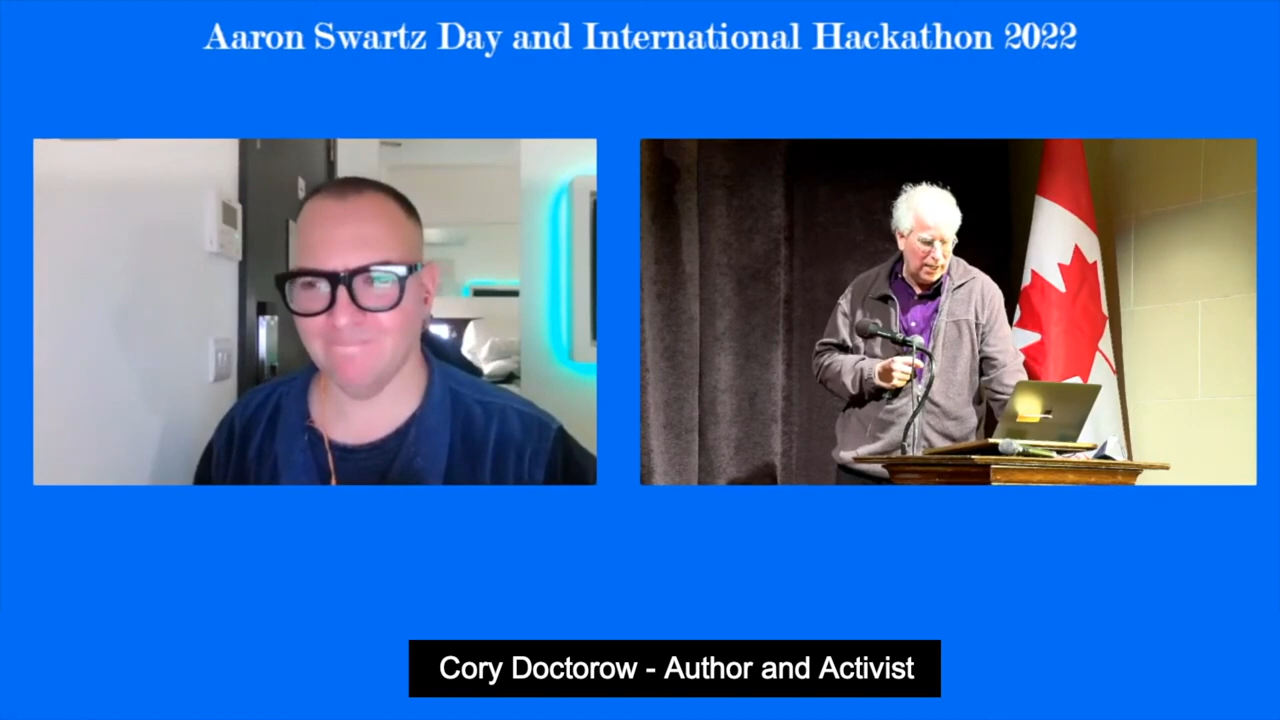 Aaron Swartz Day and International Hackathon 2022
Cory Doctorow - Author and Activist